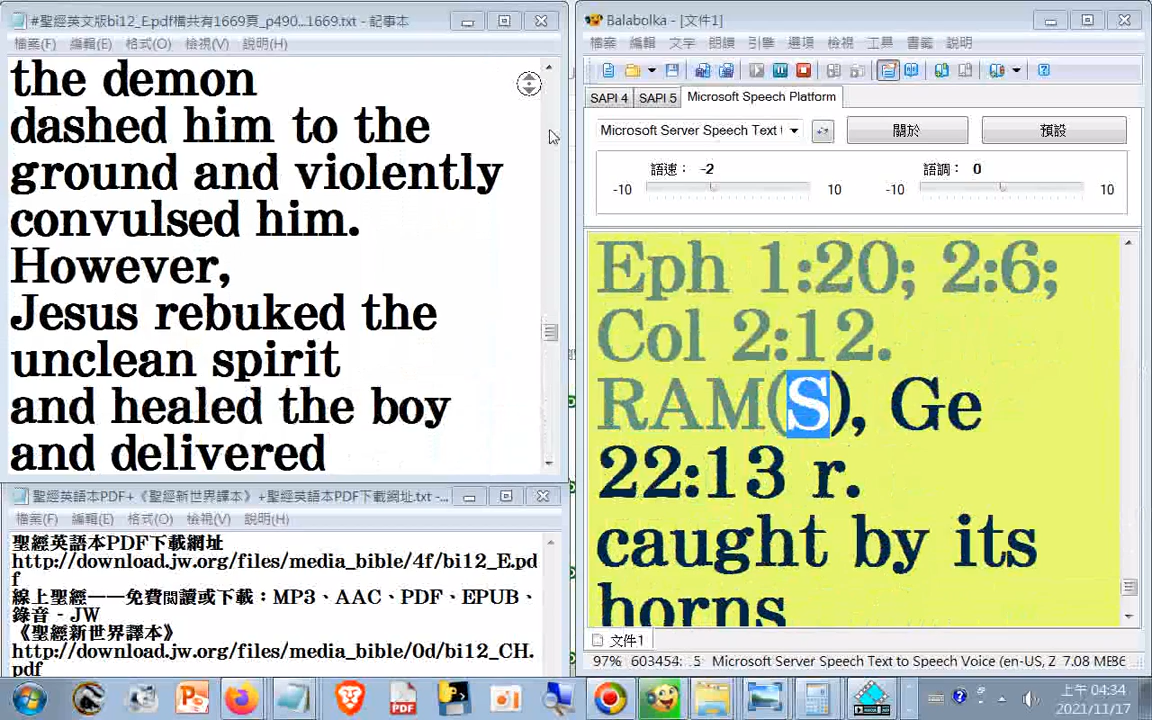 #聖經英文版bi12_E.pdf檔共有1669頁_p490...1669.txt - 記事本
檔案(F) 編輯(E) 格式(O) 檢視(V) 說明(H)
the demon
dashed him to the
ground and violently
convulsed him.
However,
Jesus rebuked the
unclean spirit
and healed the boy
and delivered
聖經英語本PDF+《聖經新世界譯本》+聖經英語本PDF下載網址.txt -...
檔案(F) 編輯(E) 格式(O) 檢視(V) 說明(H)
聖經英語本PDF下載網址
http://download.jw.org/files/media_bible/4f/bi12_E.pd
f
線上聖經——免費閱讀或下載：MP3、AAC、PDF、EPUB、
錄音 - JW
《聖經新世界譯本》
http://download.jw.org/files/media_bible/0d/bi12_CH.
pdf
Balabolka - [文件1]
檔案 編輯 文字 朗讀 引擎 選項 檢視 工具 書籤 說明
SAPI 4 SAPI 5 Microsoft Speech Platform
Microsoft Server Speech Text 關於 預設
語速： -2 語調： 0
-10 10 -10 10
Eph 1:20; 2:6;
Col 2:12.
RAM(S), Ge
22:13 r.
caught by its
horns
文件1
97% 603454: .5 Microsoft Server Speech Text to Speech Voice (en-US, Z 7.08 MB
上午 04:34
2021/11/17